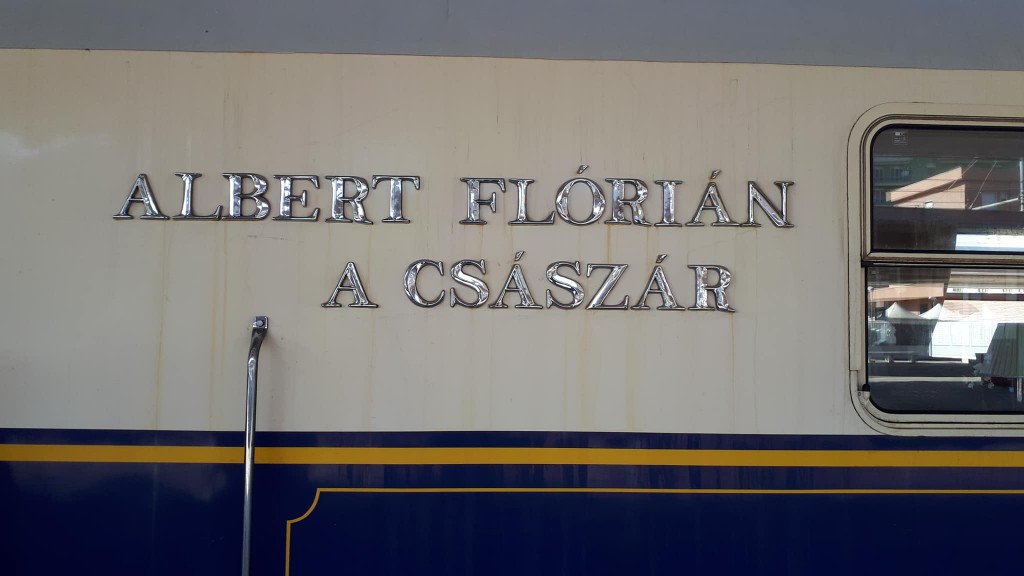 ALBERT FLÓRIÁN
A CSÁSZÁR